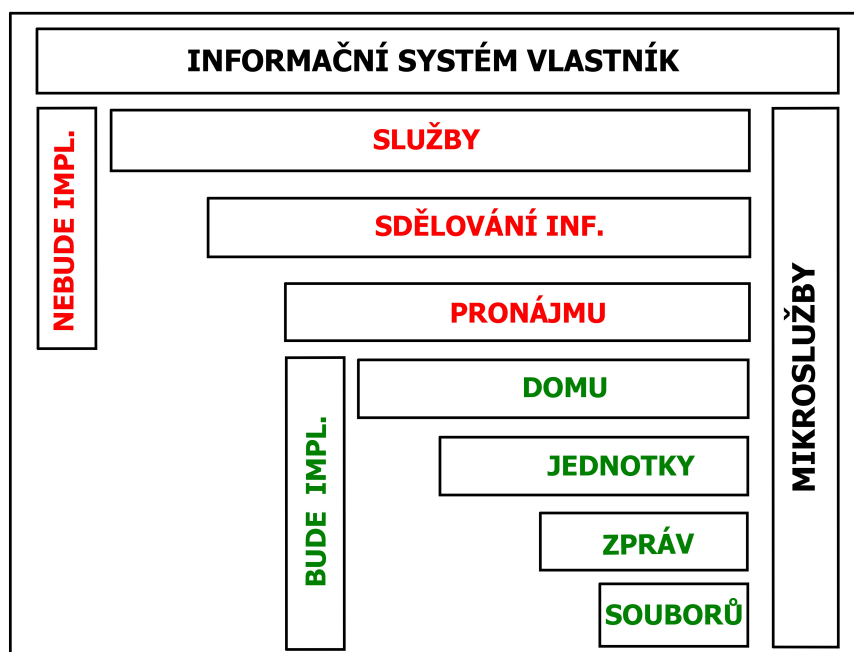 INFORMAČNÍ SYSTÉM VLASTNÍK
NEBUDE IMPL.
SLUŽBY
SDĚLOVÁNÍ INF.
PRONÁJMU
BUDE IMPL.
DOMU
JEDNOTKY
ZPRÁV
SOUBORŮ
MIKROSLUŽBY